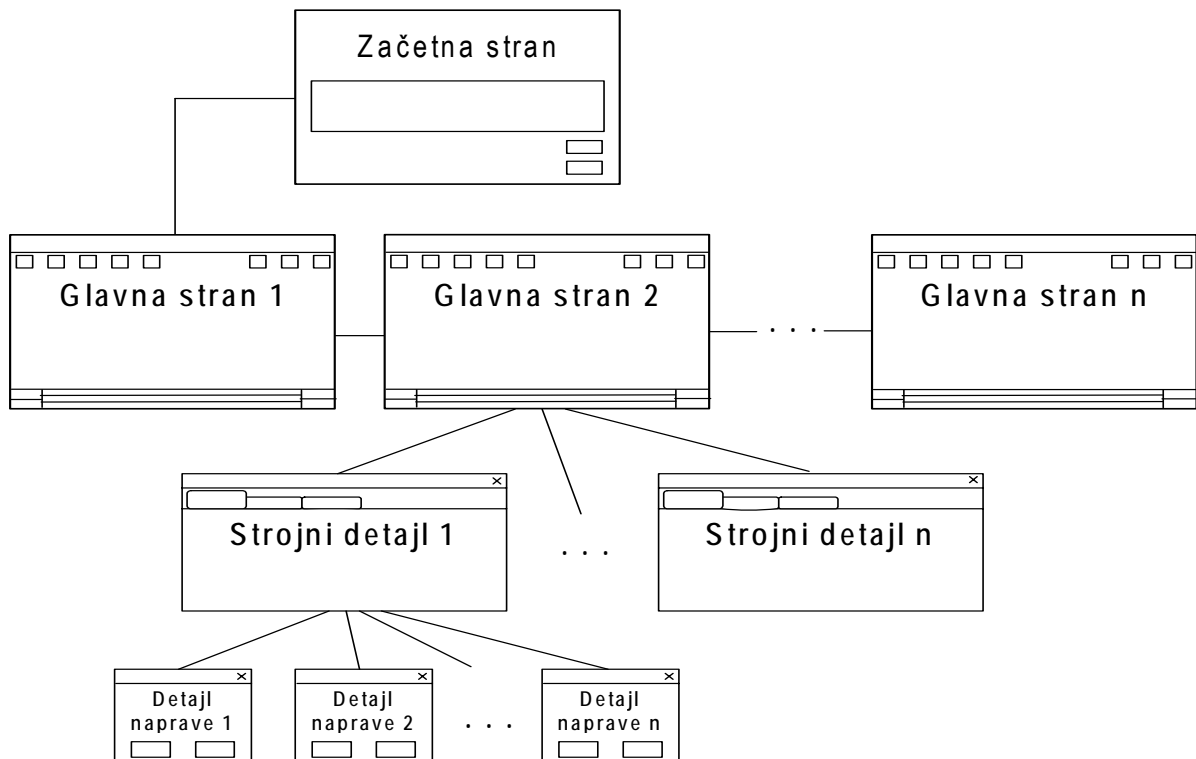 Začetna stran
Glavna stran 1
Glavna stran 2
. . .
Glavna stran n
Strojni detajl 1
. . .
Strojni detajl n
Detajl
naprave 1
Detajl
naprave 2
. . .
Detajl
naprave n